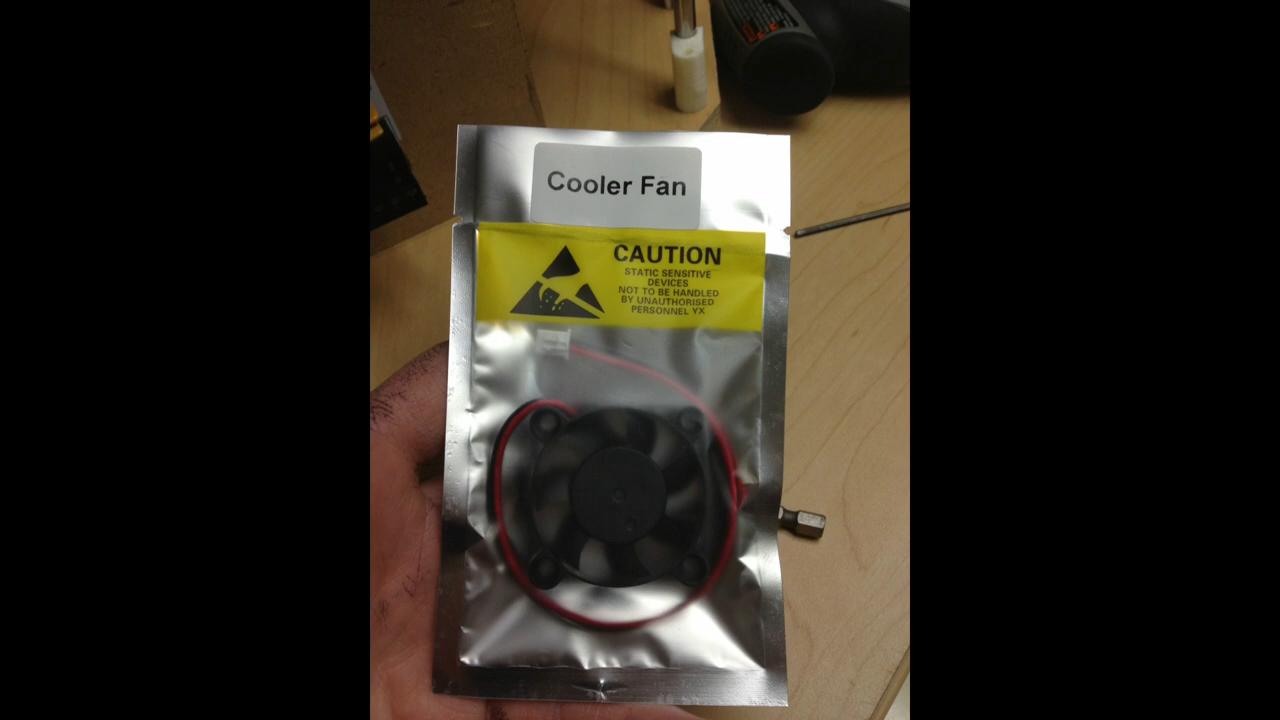 Cooler Fan
CAUTION
STATIC SENSITIVE
DEVICES
NOT TO BE HANDLED
BY UNAUTHORISED
PERSONNEL YX